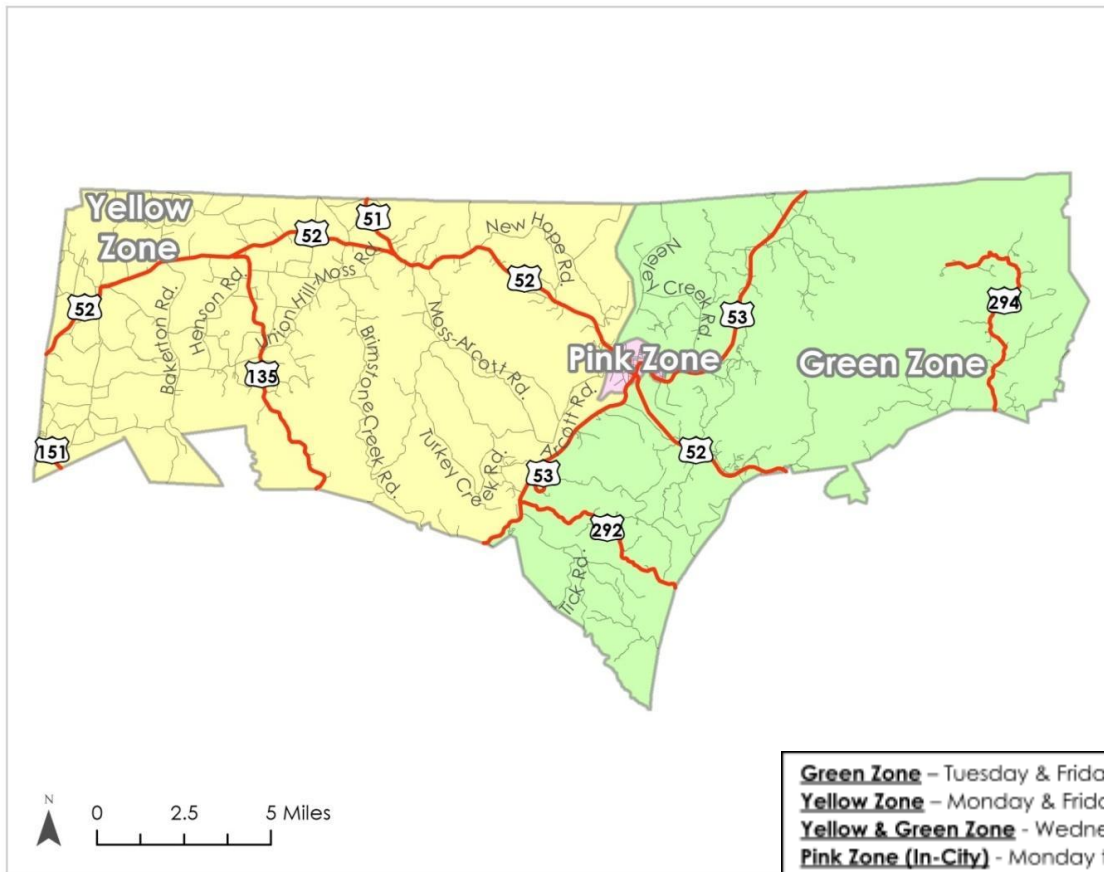 Yellow
Zone
51
52
New Hope Rd.
52
52
Neeley Creek Rd.
53
294
Bakerton Rd.
Henson Rd.
Union Hill-Moss Rd.
135
Brimstone Creek Rd.
Moss-Arcott Rd.
Turkey Creek Rd.
Arcott Rd.
Pink Zone
Green Zone
151
53
52
292
Tick Rd.
N
0 2.5 5 Miles
Green Zone – Tuesday & Frida
Yellow Zone – Monday & Frida
Yellow & Green Zone - Wedne
Pink Zone (In-City) - Monday